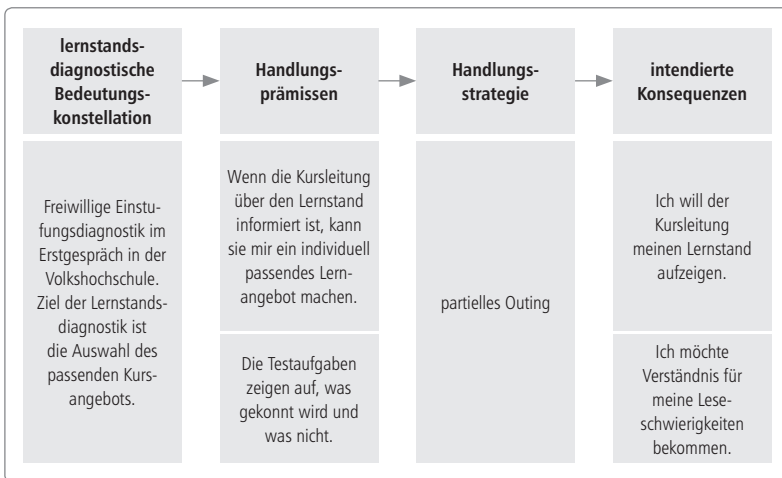 lernstands-
diagnostische
Bedeutungs-
konstellation
Handlungs-
prämissen
Handlungs-
strategie
intendierte
Konsequenzen
Freiwillige Einstu-
fungsdiagnostik im
Erstgespräch in der
Volkshochschule.
Ziel der Lernstands-
diagnostik ist
die Auswahl des
passenden Kurs-
angebots.
Wenn die Kursleitung
über den Lernstand
informiert ist, kann
sie mir ein individuell
passendes Lern-
angebot machen.
Die Testaufgaben
zeigen auf, was
gekonnt wird und
was nicht.
partielles Outing
Ich will der
Kursleitung
meinen Lernstand
aufzeigen.
Ich möchte
Verständnis für
meine Lese-
schwierigkeiten
bekommen.